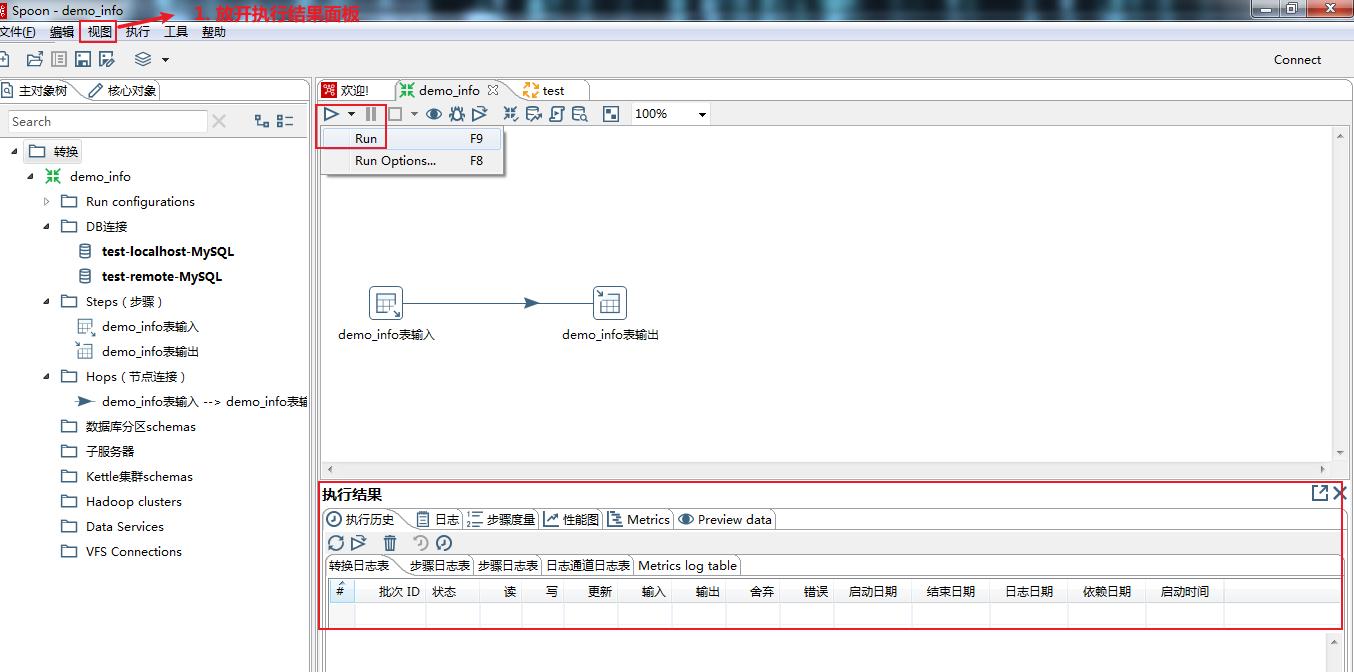 Spoon - demo_info
1. 放开执行结果面板
文件(F) 编辑 视图 执行 工具 帮助
Connect
主对象树 核心对象
欢迎! demo_info test
Search
100%
Run F9
Run Options... F8
转换
demo_info
Run configurations
DB连接
test-localhost-MySQL
test-remote-MySQL
Steps ( 步骤 )
demo_info表输入
demo_info表输出
Hops ( 节点连接 )
demo_info表输入 --> demo_info表输
数据库分区schemas
子服务器
Kettle集群schemas
Hadoop clusters
Data Services
VFS Connections
demo_info表输入 demo_info表输出
执行结果
执行历史 日志 步骤度量 性能图 Metrics Preview data
转换日志表 步骤日志表 步骤日志表 日志通道日志表 Metrics log table
# 批次 ID 状态 读 写 更新 输入 输出 舍弃 错误 启动日期 结束日期 日志日期 依赖日期 启动时间